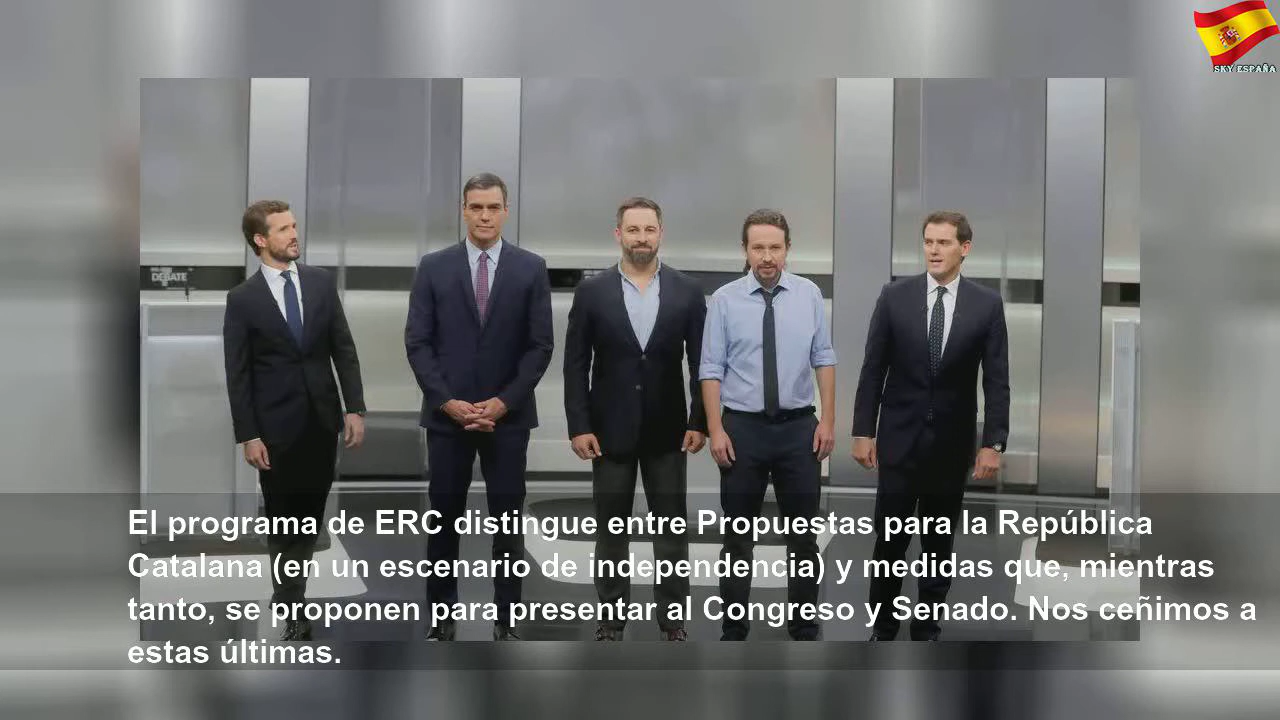 SKY ESPAÑA
DEBATE
El programa de ERC distingue entre Propuestas para la República
Catalana (en un escenario de independencia) y medidas que, mientras
tanto, se proponen para presentar al Congreso y Senado. Nos ceñimos a
estas últimas.